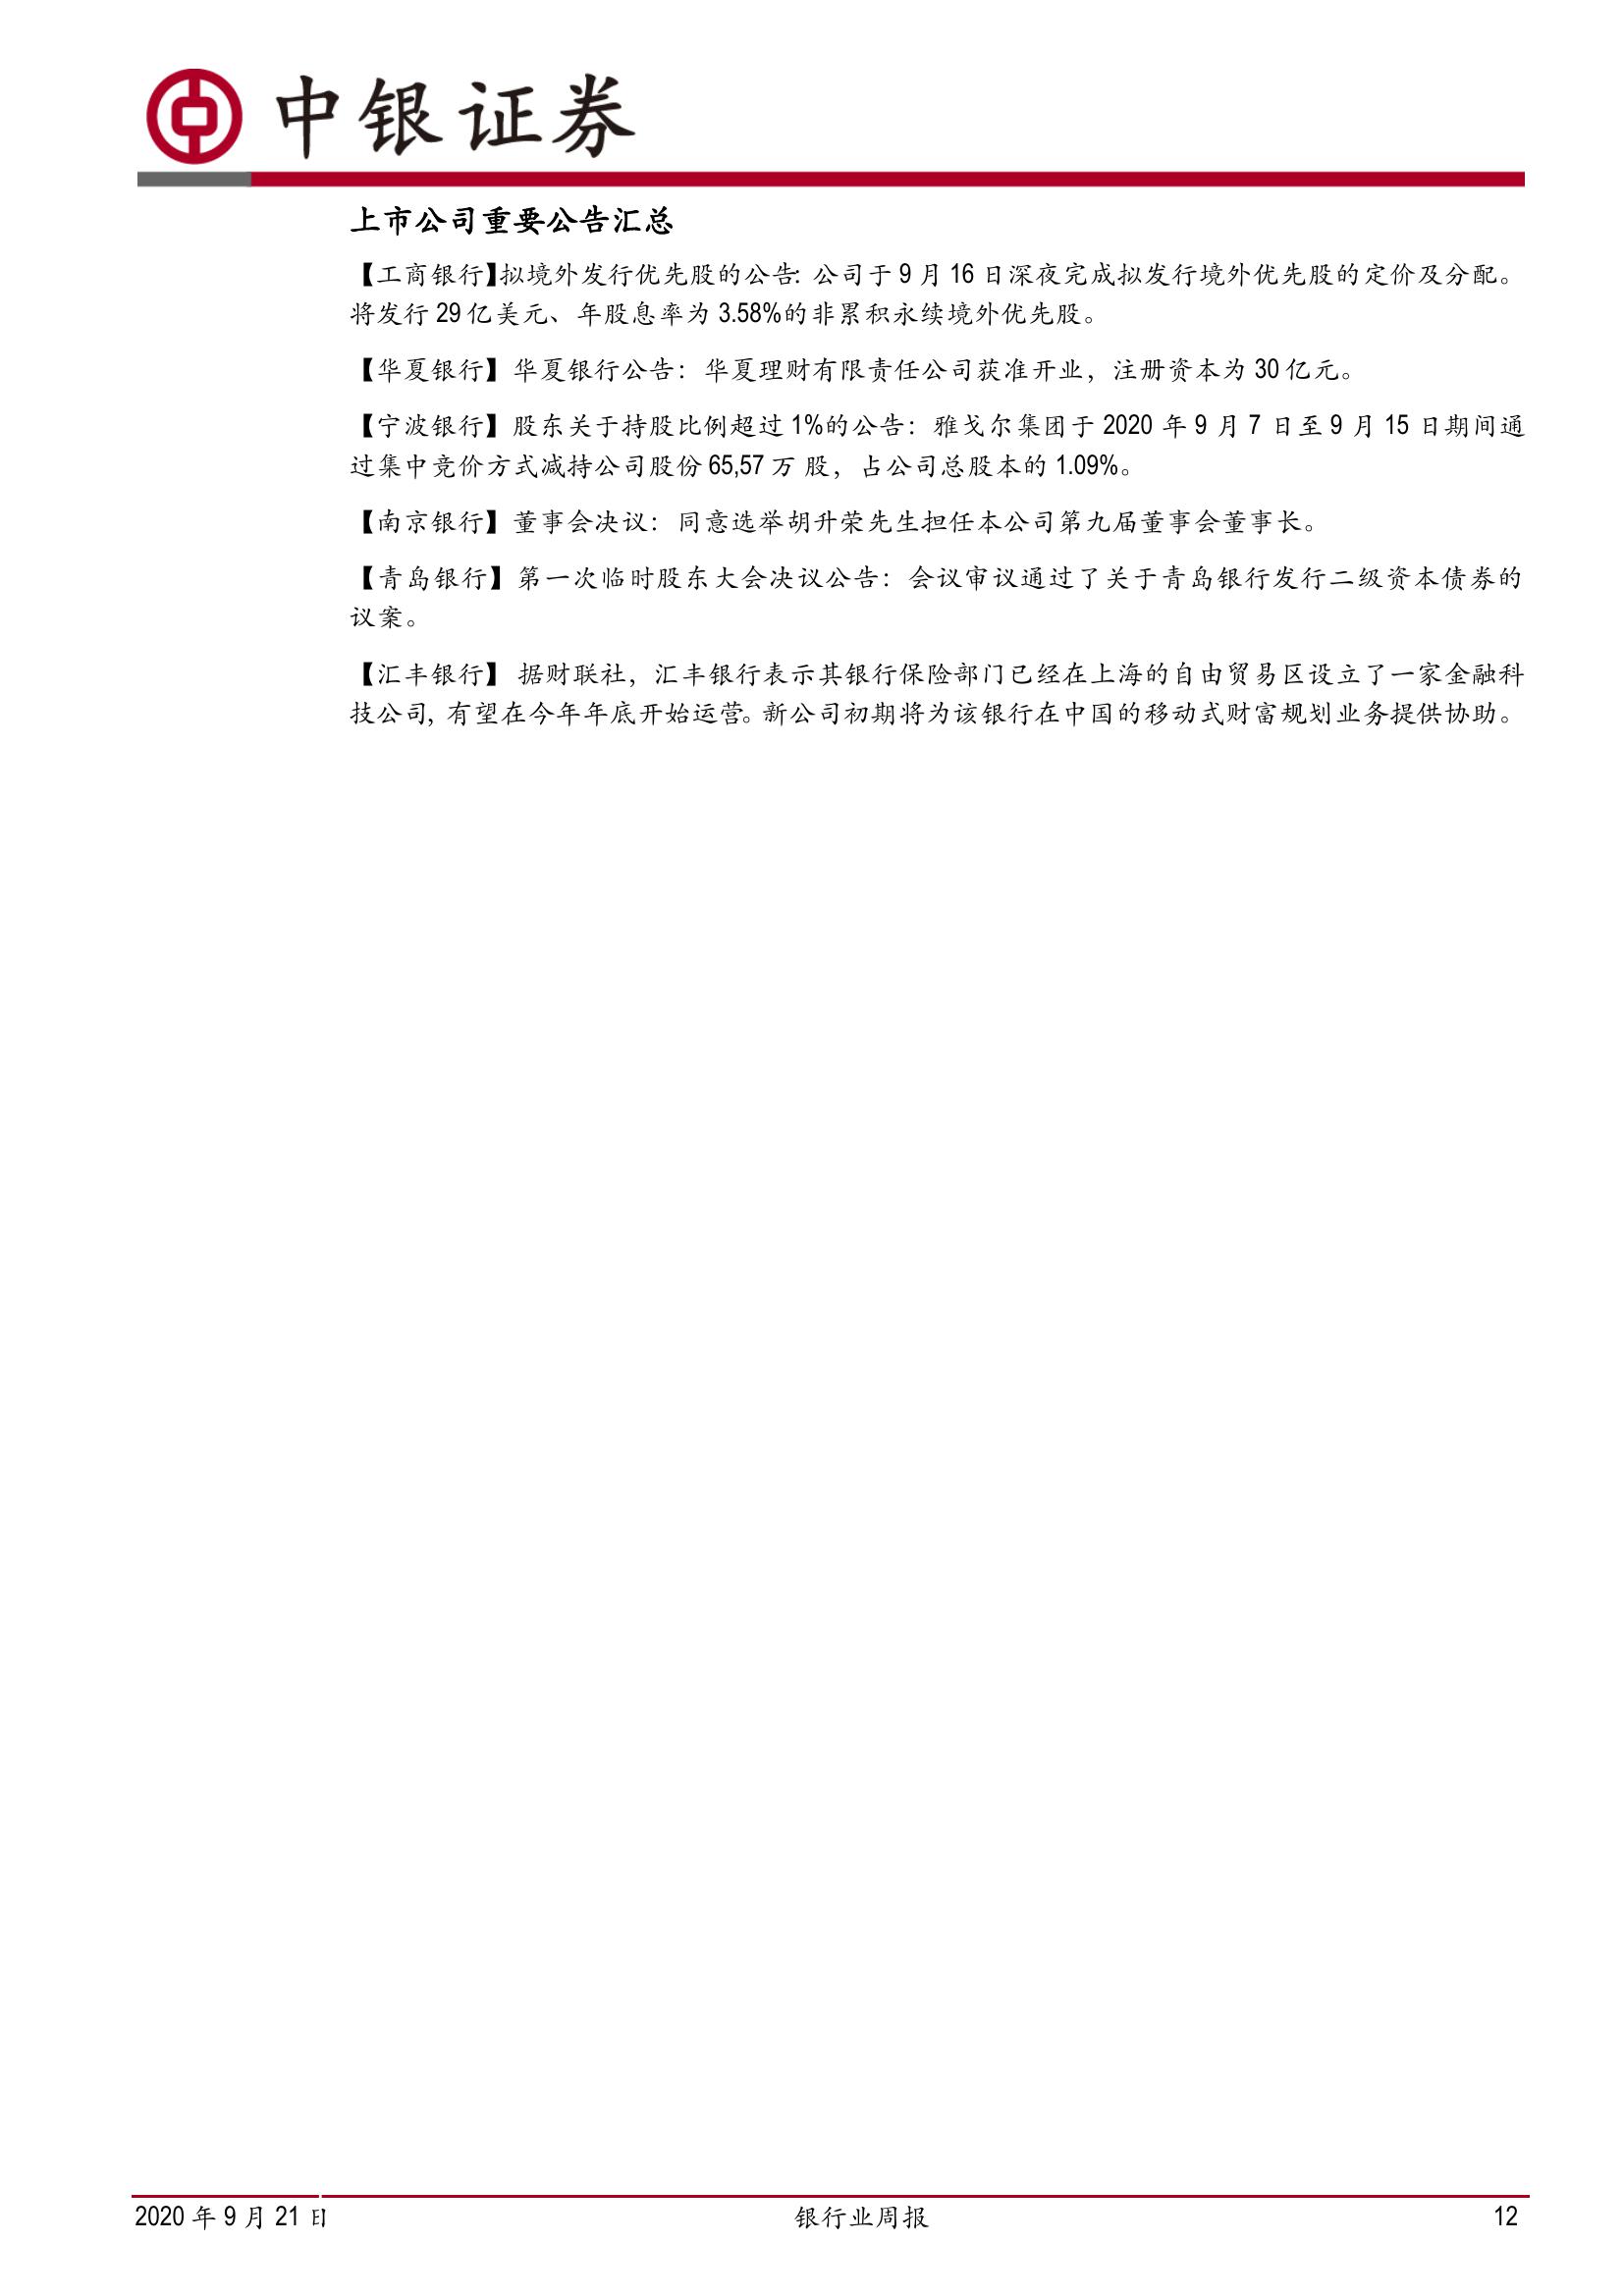 中银证券
上市公司重要公告汇总
【工商银行】拟境外发行优先股的公告：公司于 9 月 16 日深夜完成拟发行境外优先股的定价及分配。
将发行 29 亿美元、年股息率为 3.58%的非累积永续境外优先股。
【华夏银行】华夏银行公告：华夏理财有限责任公司获准开业，注册资本为 30 亿元。
【宁波银行】股东关于持股比例超过 1%的公告：雅戈尔集团于 2020 年 9 月 7 日至 9 月 15 日期间通
过集中竞价方式减持公司股份 65,57 万 股，占公司总股本的 1.09%。
【南京银行】董事会决议：同意选举胡升荣先生担任本公司第九届董事会董事长。
【青岛银行】第一次临时股东大会决议公告：会议审议通过了关于青岛银行发行二级资本债券的
议案。
【汇丰银行】 据财联社，汇丰银行表示其银行保险部门已经在上海的自由贸易区设立了一家金融科
技公司，有望在今年年底开始运营。新公司初期将为该银行在中国的移动式财富规划业务提供协助。
2020 年 9 月 21 日
银行业周报
12